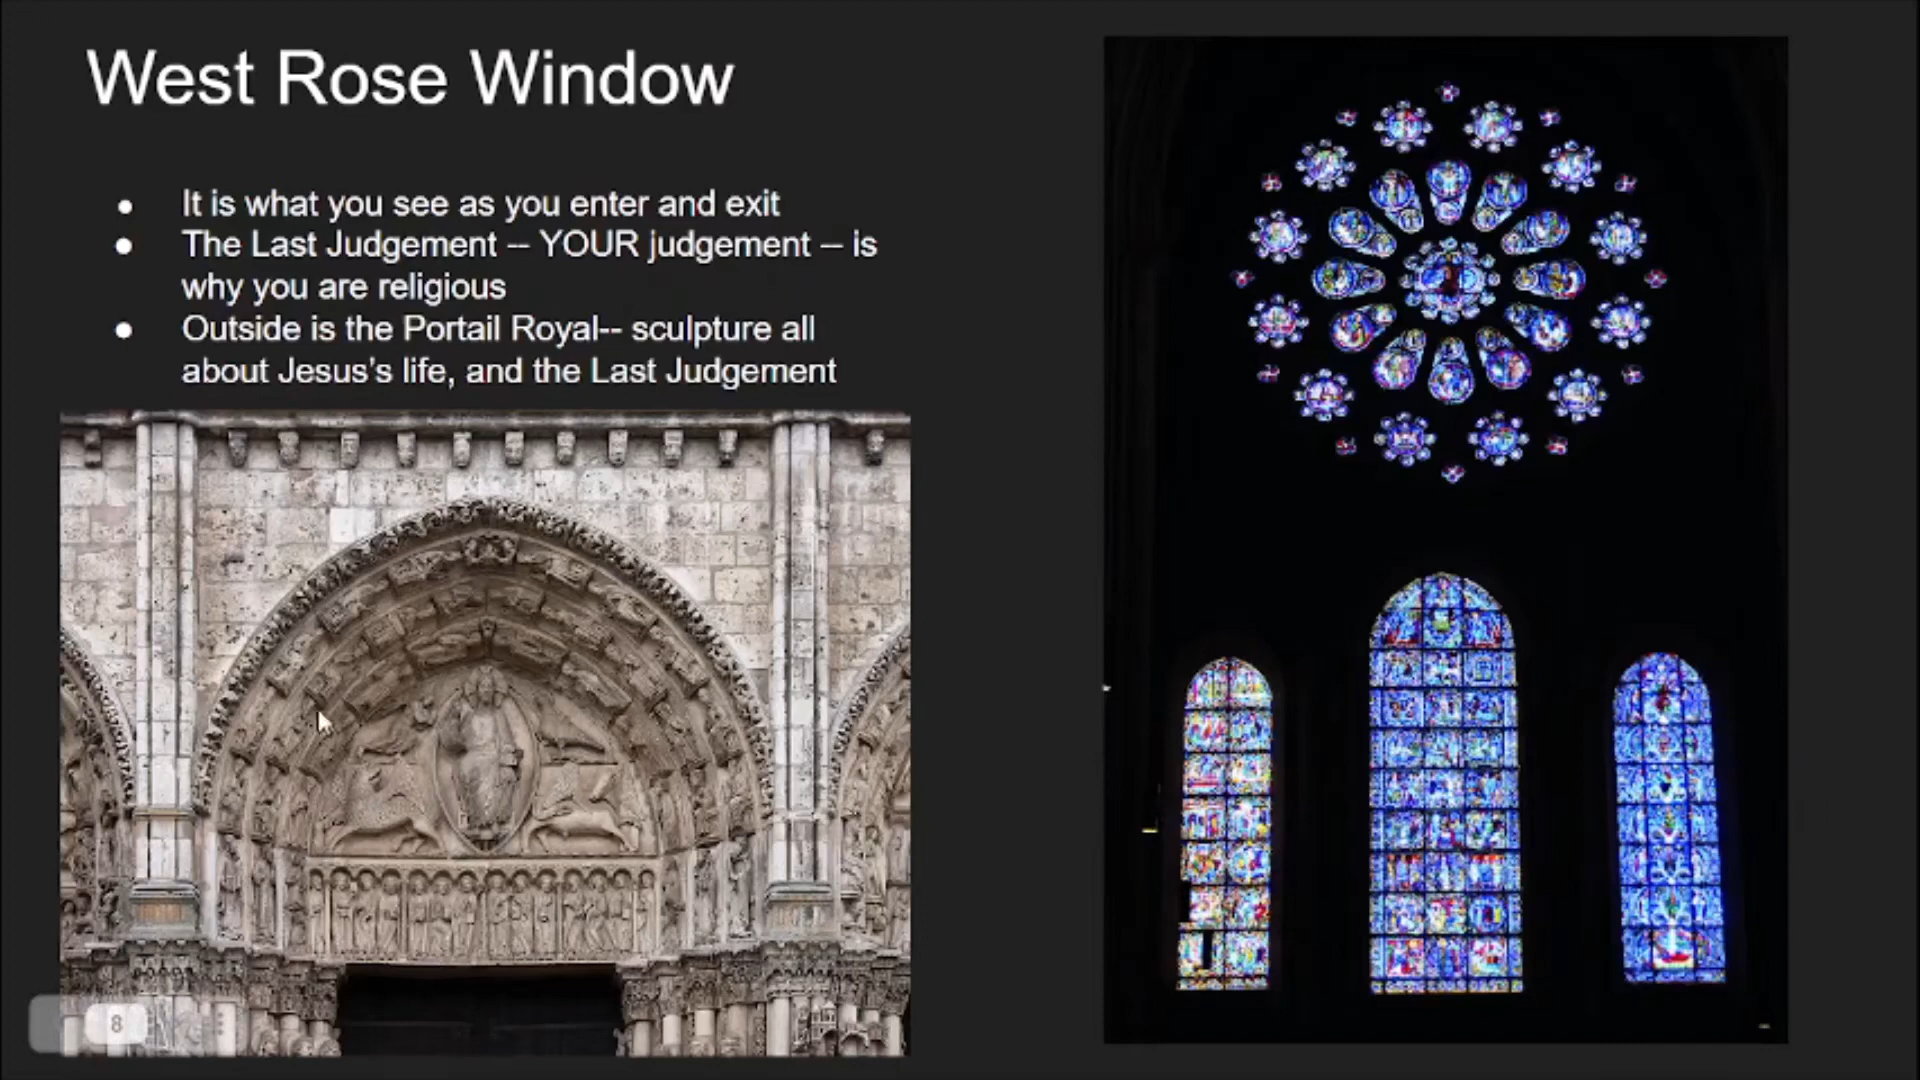 West Rose Window
● It is what you see as you enter and exit
● The Last Judgement -- YOUR judgement -- is
why you are religious
● Outside is the Portail Royal-- sculpture all
about Jesus's life, and the Last Judgement
8